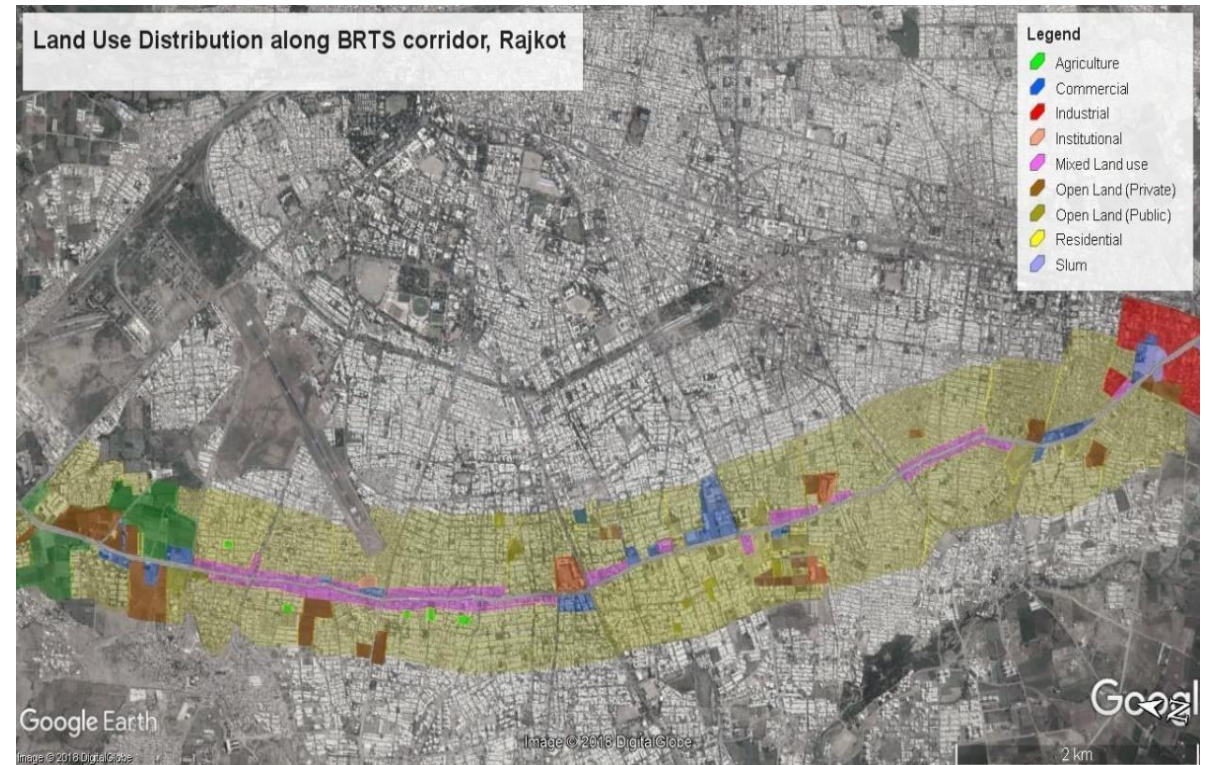 Land Use Distribution along BRTS corridor, Rajkot
Legend
Agriculture
Commercial
Industrial
Institutional
Mixed Land use
Open Land (Private)
Open Land (Public)
Residential
Slum
Google Earth
Googl
Image © 2018 DigitalGlobe
Image © 2018 DigitalGlobe
2 km